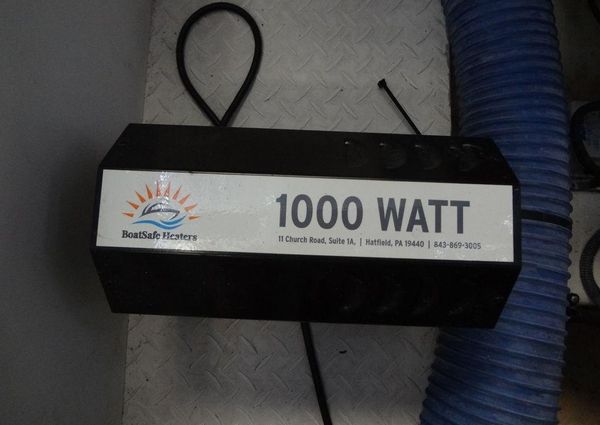 BoatSafe Heaters
1000 WATT
11 Church Road, Suite 1A, | Hatfield, PA 19440 | 843-869-3005